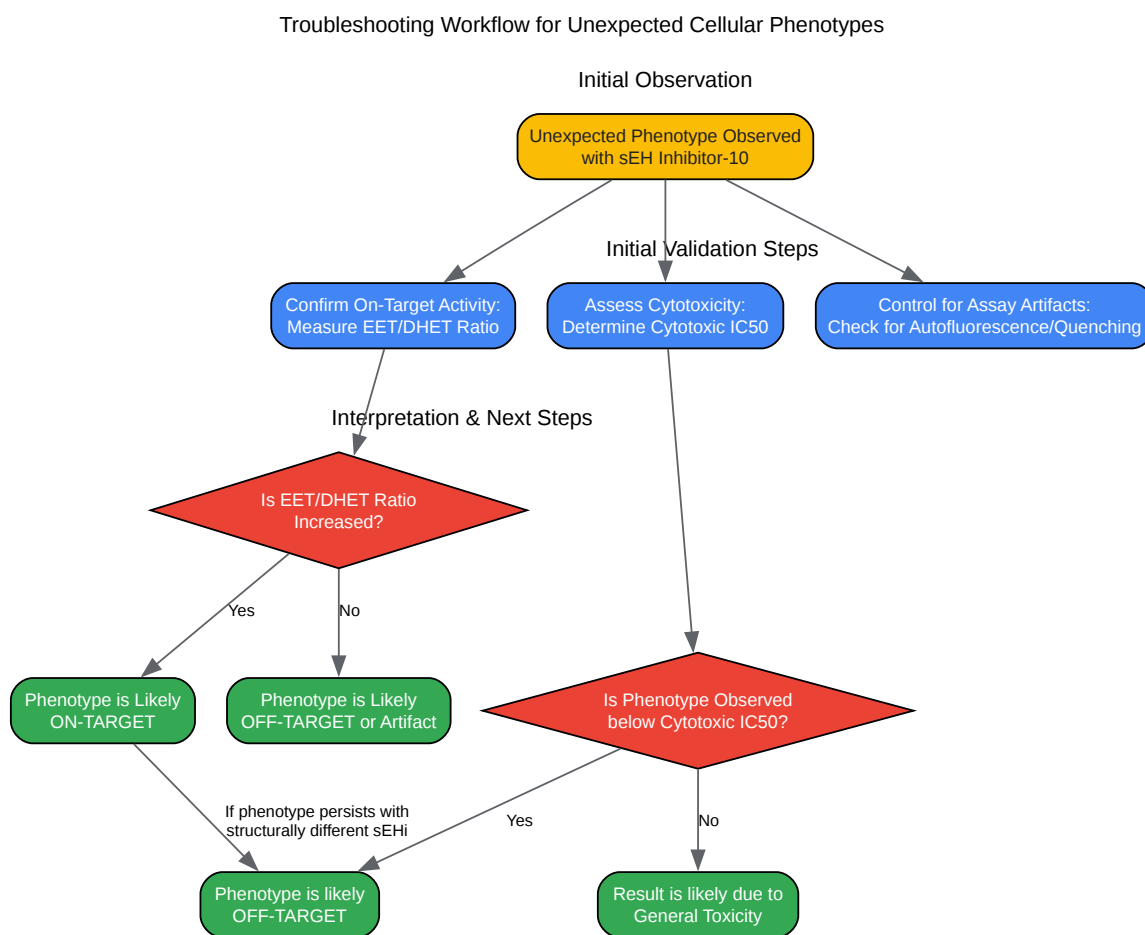 Troubleshooting Workflow for Unexpected Cellular Phenotypes
Initial Observation
Unexpected Phenotype Observed
with sEH Inhibitor-10
Initial Validation Steps
Confirm On-Target Activity:
Measure EET/DHET Ratio
Assess Cytotoxicity:
Determine Cytotoxic IC50
Control for Assay Artifacts:
Check for Autofluorescence/Quenching
Interpretation & Next Steps
Is EET/DHET Ratio
Increased?
Yes
No
Phenotype is Likely
ON-TARGET
Phenotype is Likely
OFF-TARGET or Artifact
Is Phenotype Observed
below Cytotoxic IC50?
If phenotype persists with
structurally different sEHi
Yes
No
Phenotype is likely
OFF-TARGET
Result is likely due to
General Toxicity